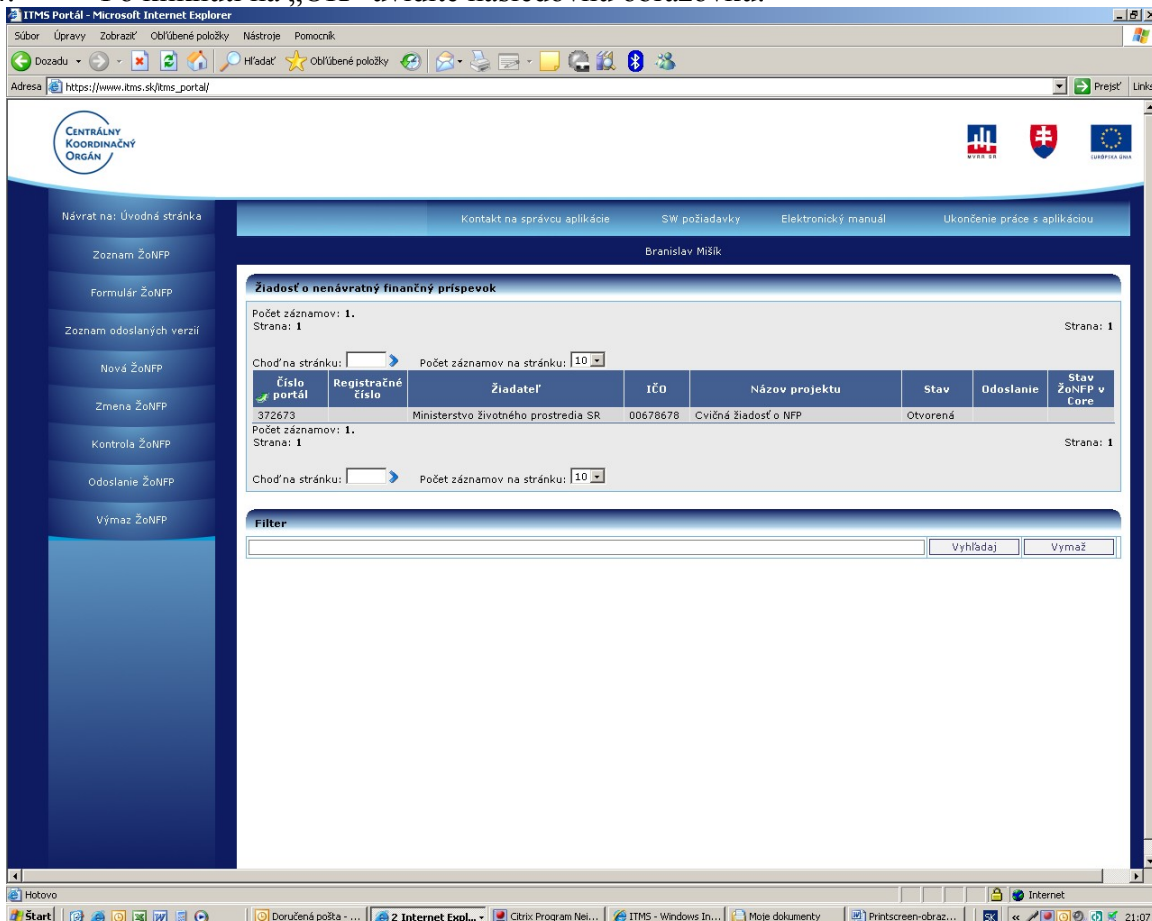 ITMS Portál - Microsoft Internet Explorer
Súbor Úpravy Zobraziť Obľúbené položky Nástroje Pomocník
Dozadu Hľadať Obľúbené položky
Adresa https://www.itms.sk/itms_portal/ Prejsť Links
CENTRÁLNY
KOORDINAČNÝ
ORGÁN
MVRR SR EURÓPSKA ÚNIA
Návrat na: Úvodná stránka
Zoznam ŽoNFP
Formulár ŽoNFP
Zoznam odoslaných verzií
Nová ŽoNFP
Zmena ŽoNFP
Kontrola ŽoNFP
Odoslanie ŽoNFP
Výmaz ŽoNFP
Kontakt na správcu aplikácie SW požiadavky Elektronický manuál Ukončenie práce s aplikáciou
Branislav Mišík
Žiadosť o nenávratný finančný príspevok
Počet záznamov: 1.
Strana: 1 Strana: 1
Choď na stránku: Počet záznamov na stránku: 10
Číslo portál Registračné číslo Žiadateľ IČO Názov projektu Stav Odoslanie Stav ŽoNFP v Core
372673 Ministerstvo životného prostredia SR 00678678 Cvičná žiadosť o NFP Otvorená
Počet záznamov: 1.
Strana: 1 Strana: 1
Choď na stránku: Počet záznamov na stránku: 10
Filter
Vyhľadaj Vymaž
Hotovo Internet
Štart Doručená pošta - ... 2 Internet Expl... Citrix Program Nei... ITMS - Windows In... Moje dokumenty Printscreen-obraz... SK « 21:07